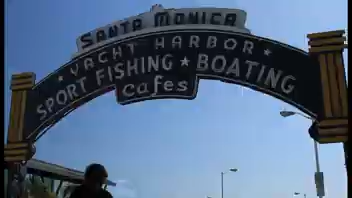 SANTA MONICA
* YACHT HARBOR *
SPORT FISHING ★ BOATING
Cafes